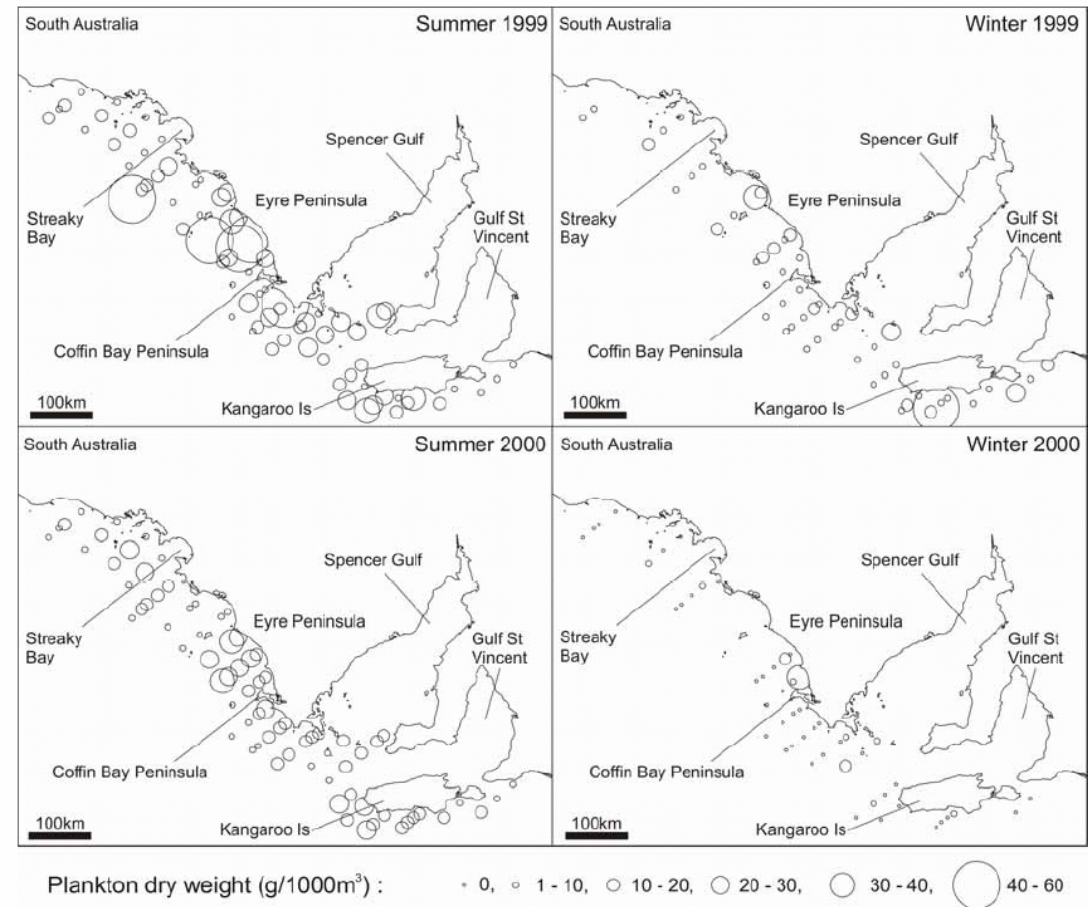 South Australia
Summer 1999
Spencer Gulf
Eyre Peninsula
Gulf St
Vincent
Streaky
Bay
Coffin Bay Peninsula
Kangaroo Is
100km
South Australia
Winter 1999
Spencer Gulf
Eyre Peninsula
Gulf St
Vincent
Streaky
Bay
Coffin Bay Peninsula
Kangaroo Is
100km
South Australia
Summer 2000
Spencer Gulf
Eyre Peninsula
Gulf St
Vincent
Streaky
Bay
Coffin Bay Peninsula
Kangaroo Is
100km
South Australia
Winter 2000
Spencer Gulf
Eyre Peninsula
Gulf St
Vincent
Streaky
Bay
Coffin Bay Peninsula
Kangaroo Is
100km
Plankton dry weight (g/1000m³) : 0, 1 - 10, 10 - 20, 20 - 30, 30 - 40, 40 - 60